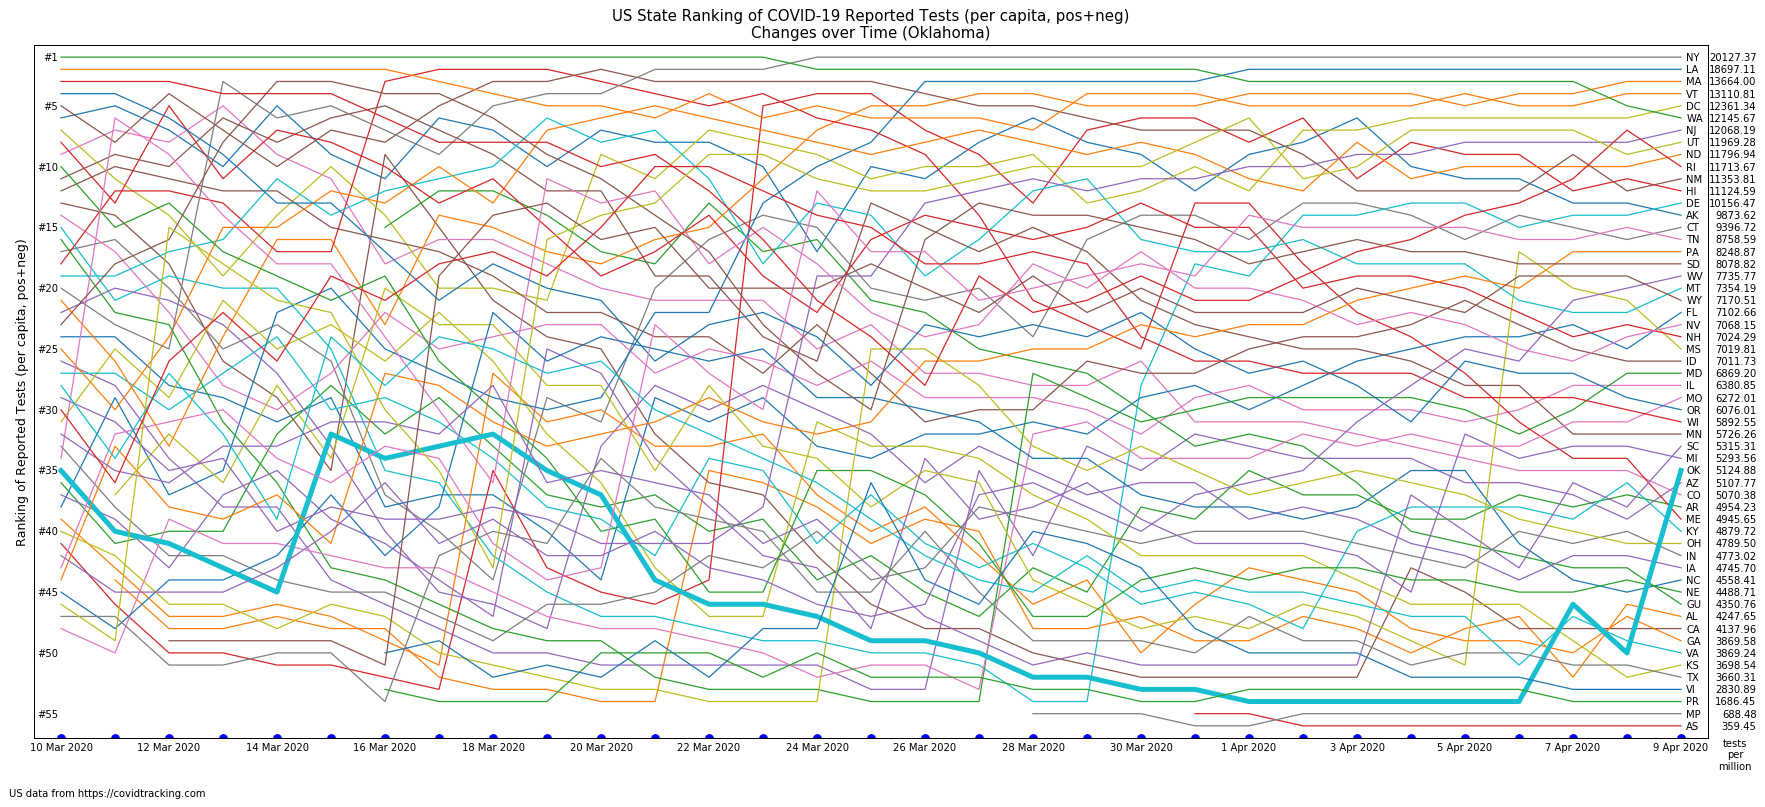 US State Ranking of COVID-19 Reported Tests (per capita, pos+neg)
Changes over Time (Oklahoma)
Ranking of Reported Tests (per capita, pos+neg)
#1
#5
#10
#15
#20
#25
#30
#35
#40
#45
#50
#55
NY 20127.37
LA 18697.11
MA 13664.00
VT 13110.81
DC 12361.34
WA 12145.67
NJ 12068.19
UT 11969.28
ND 11796.94
RI 11713.67
NM 11353.81
HI 11124.59
DE 10156.47
AK 9873.62
CT 9396.72
TN 8758.59
PA 8248.87
SD 8078.82
WV 7735.77
MT 7354.19
WY 7170.51
FL 7102.66
NV 7068.15
NH 7024.29
MS 7019.81
ID 7011.73
MD 6869.20
IL 6380.85
MO 6272.01
OR 6076.01
WI 5892.55
MN 5726.26
SC 5315.31
MI 5293.56
OK 5124.88
AZ 5107.77
CO 5070.38
AR 4954.23
ME 4945.65
KY 4879.72
OH 4789.50
IN 4773.02
IA 4745.70
NC 4558.41
NE 4488.71
GU 4350.76
AL 4247.65
CA 4137.96
GA 3869.58
VA 3869.24
KS 3698.54
TX 3660.31
VI 2830.89
PR 1686.45
MP 688.48
AS 359.45
10 Mar 2020 12 Mar 2020 14 Mar 2020 16 Mar 2020 18 Mar 2020 20 Mar 2020 22 Mar 2020 24 Mar 2020 26 Mar 2020 28 Mar 2020 30 Mar 2020 1 Apr 2020 3 Apr 2020 5 Apr 2020 7 Apr 2020 9 Apr 2020
tests
per
million
US data from https://covidtracking.com